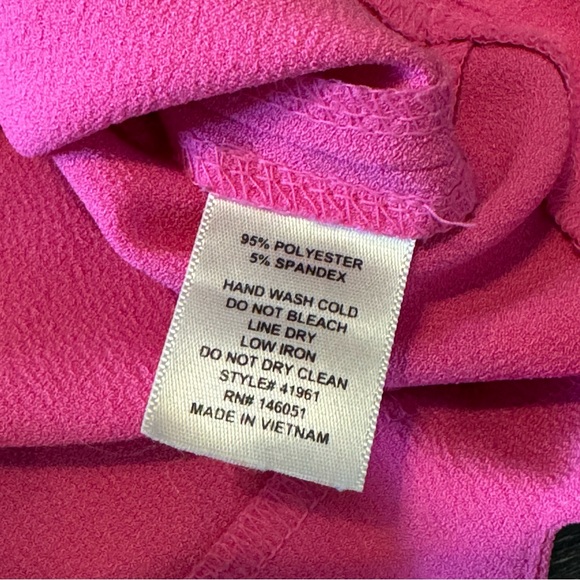 95% POLYESTER
5% SPANDEX
HAND WASH COLD
DO NOT BLEACH
LINE DRY
LOW IRON
DO NOT DRY CLEAN
STYLE# 41961
RN# 146051
MADE IN VIETNAM